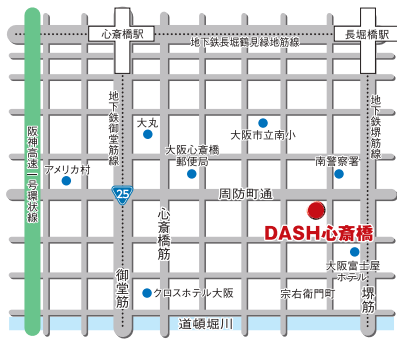 心斎橋駅
長堀橋駅
地下鉄長堀鶴見緑地筋線
地下鉄御堂筋線
地下鉄堺筋線
大丸
大阪市立南小
阪神高速一号環状線
大阪心斎橋
郵便局
南警察署
アメリカ村
25
周防町通
心斎橋筋
DASH心斎橋
大阪富士屋
ホテル
御堂筋
クロスホテル大阪
宗右衛門町
堺筋
道頓堀川